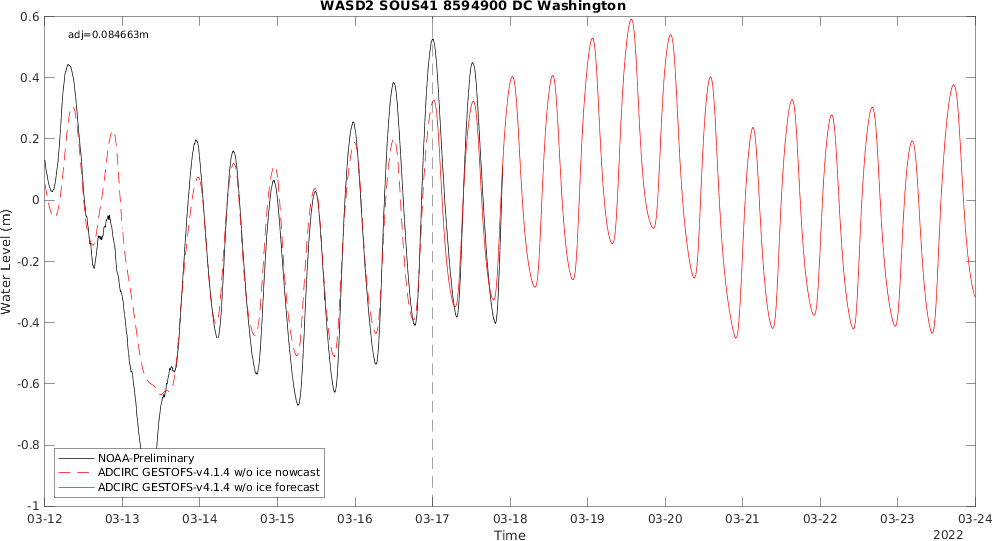 WASD2 SOUS41 8594900 DC Washington
adj=0.084663m
0.6
0.4
0.2
0
-0.2
-0.4
-0.6
-0.8
-1
Water Level (m)
NOAA-Preliminary
ADCIRC GESTOFS-v4.1.4 w/o ice nowcast
ADCIRC GESTOFS-v4.1.4 w/o ice forecast
03-12 03-13 03-14 03-15 03-16 03-17 03-18 03-19 03-20 03-21 03-22 03-23 03-24
Time
2022